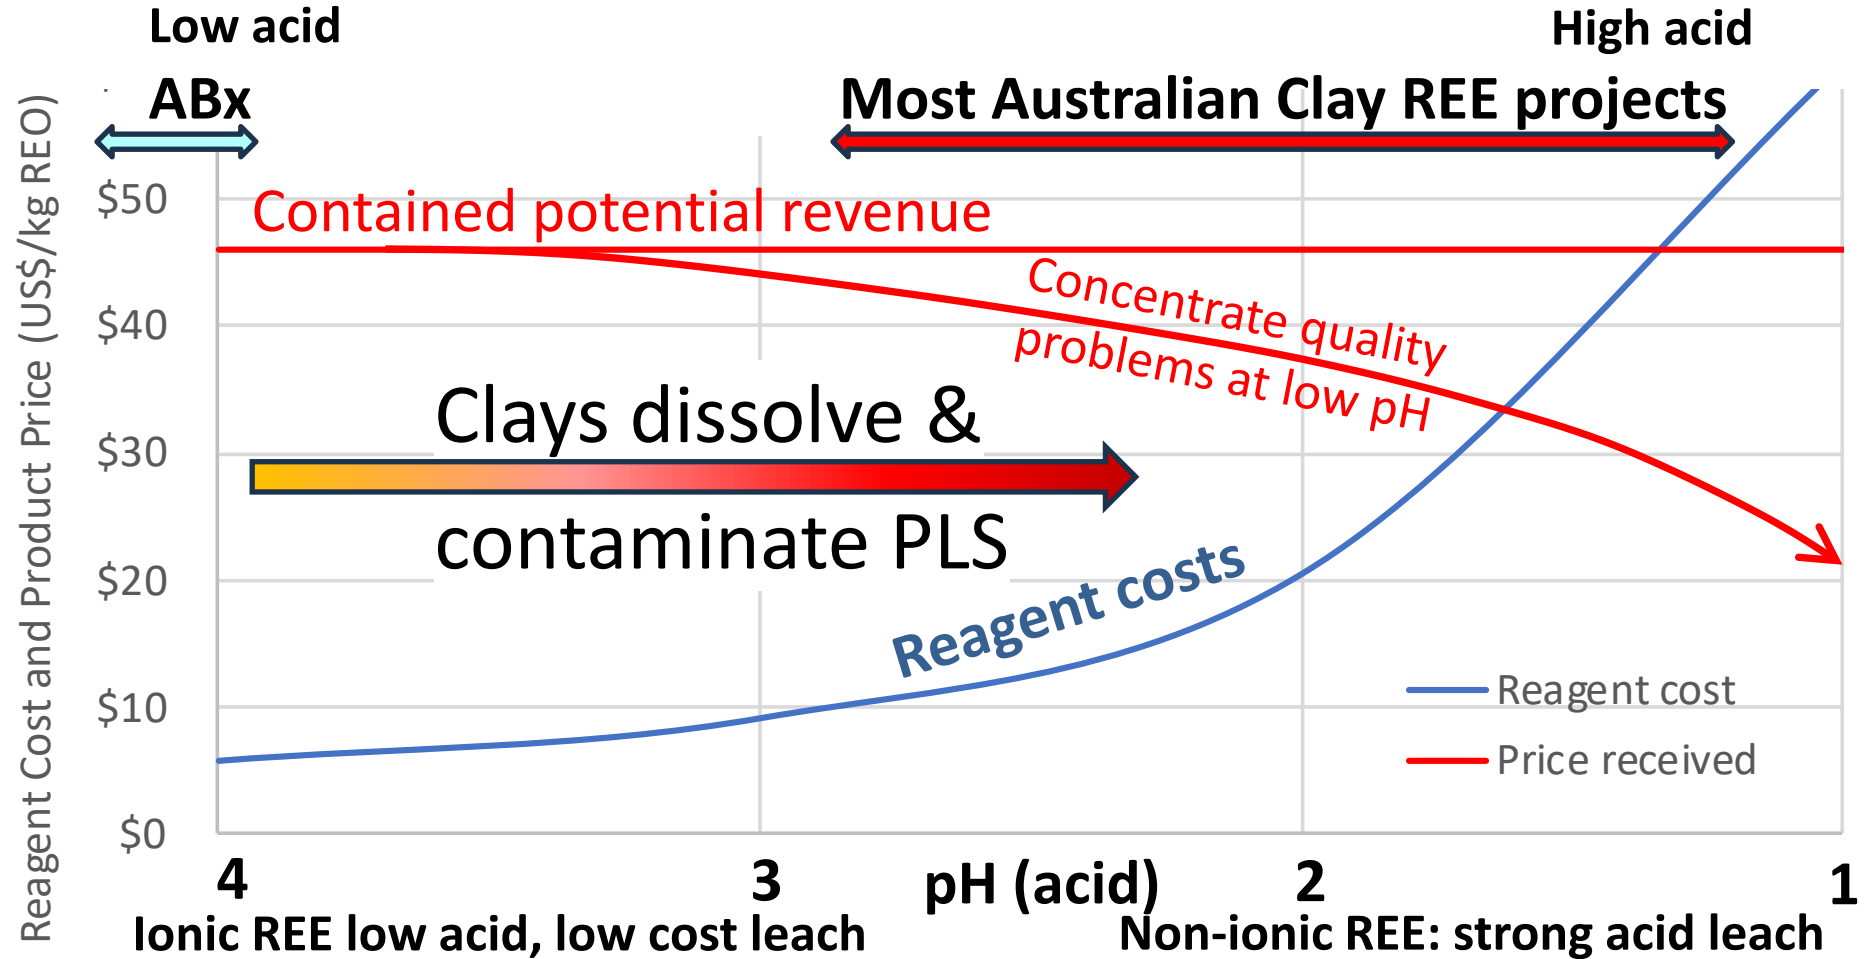 Low acid
High acid
ABx
Most Australian Clay REE projects
Reagent Cost and Product Price (US$/kg REO)
$50
Contained potential revenue
Concentrate quality
problems at low pH
$40
Clays dissolve &
$30
contaminate PLS
$20
Reagent costs
Reagent cost
$10
Price received
$0
4
3
pH (acid)
2
1
Ionic REE low acid, low cost leach
Non-ionic REE: strong acid leach